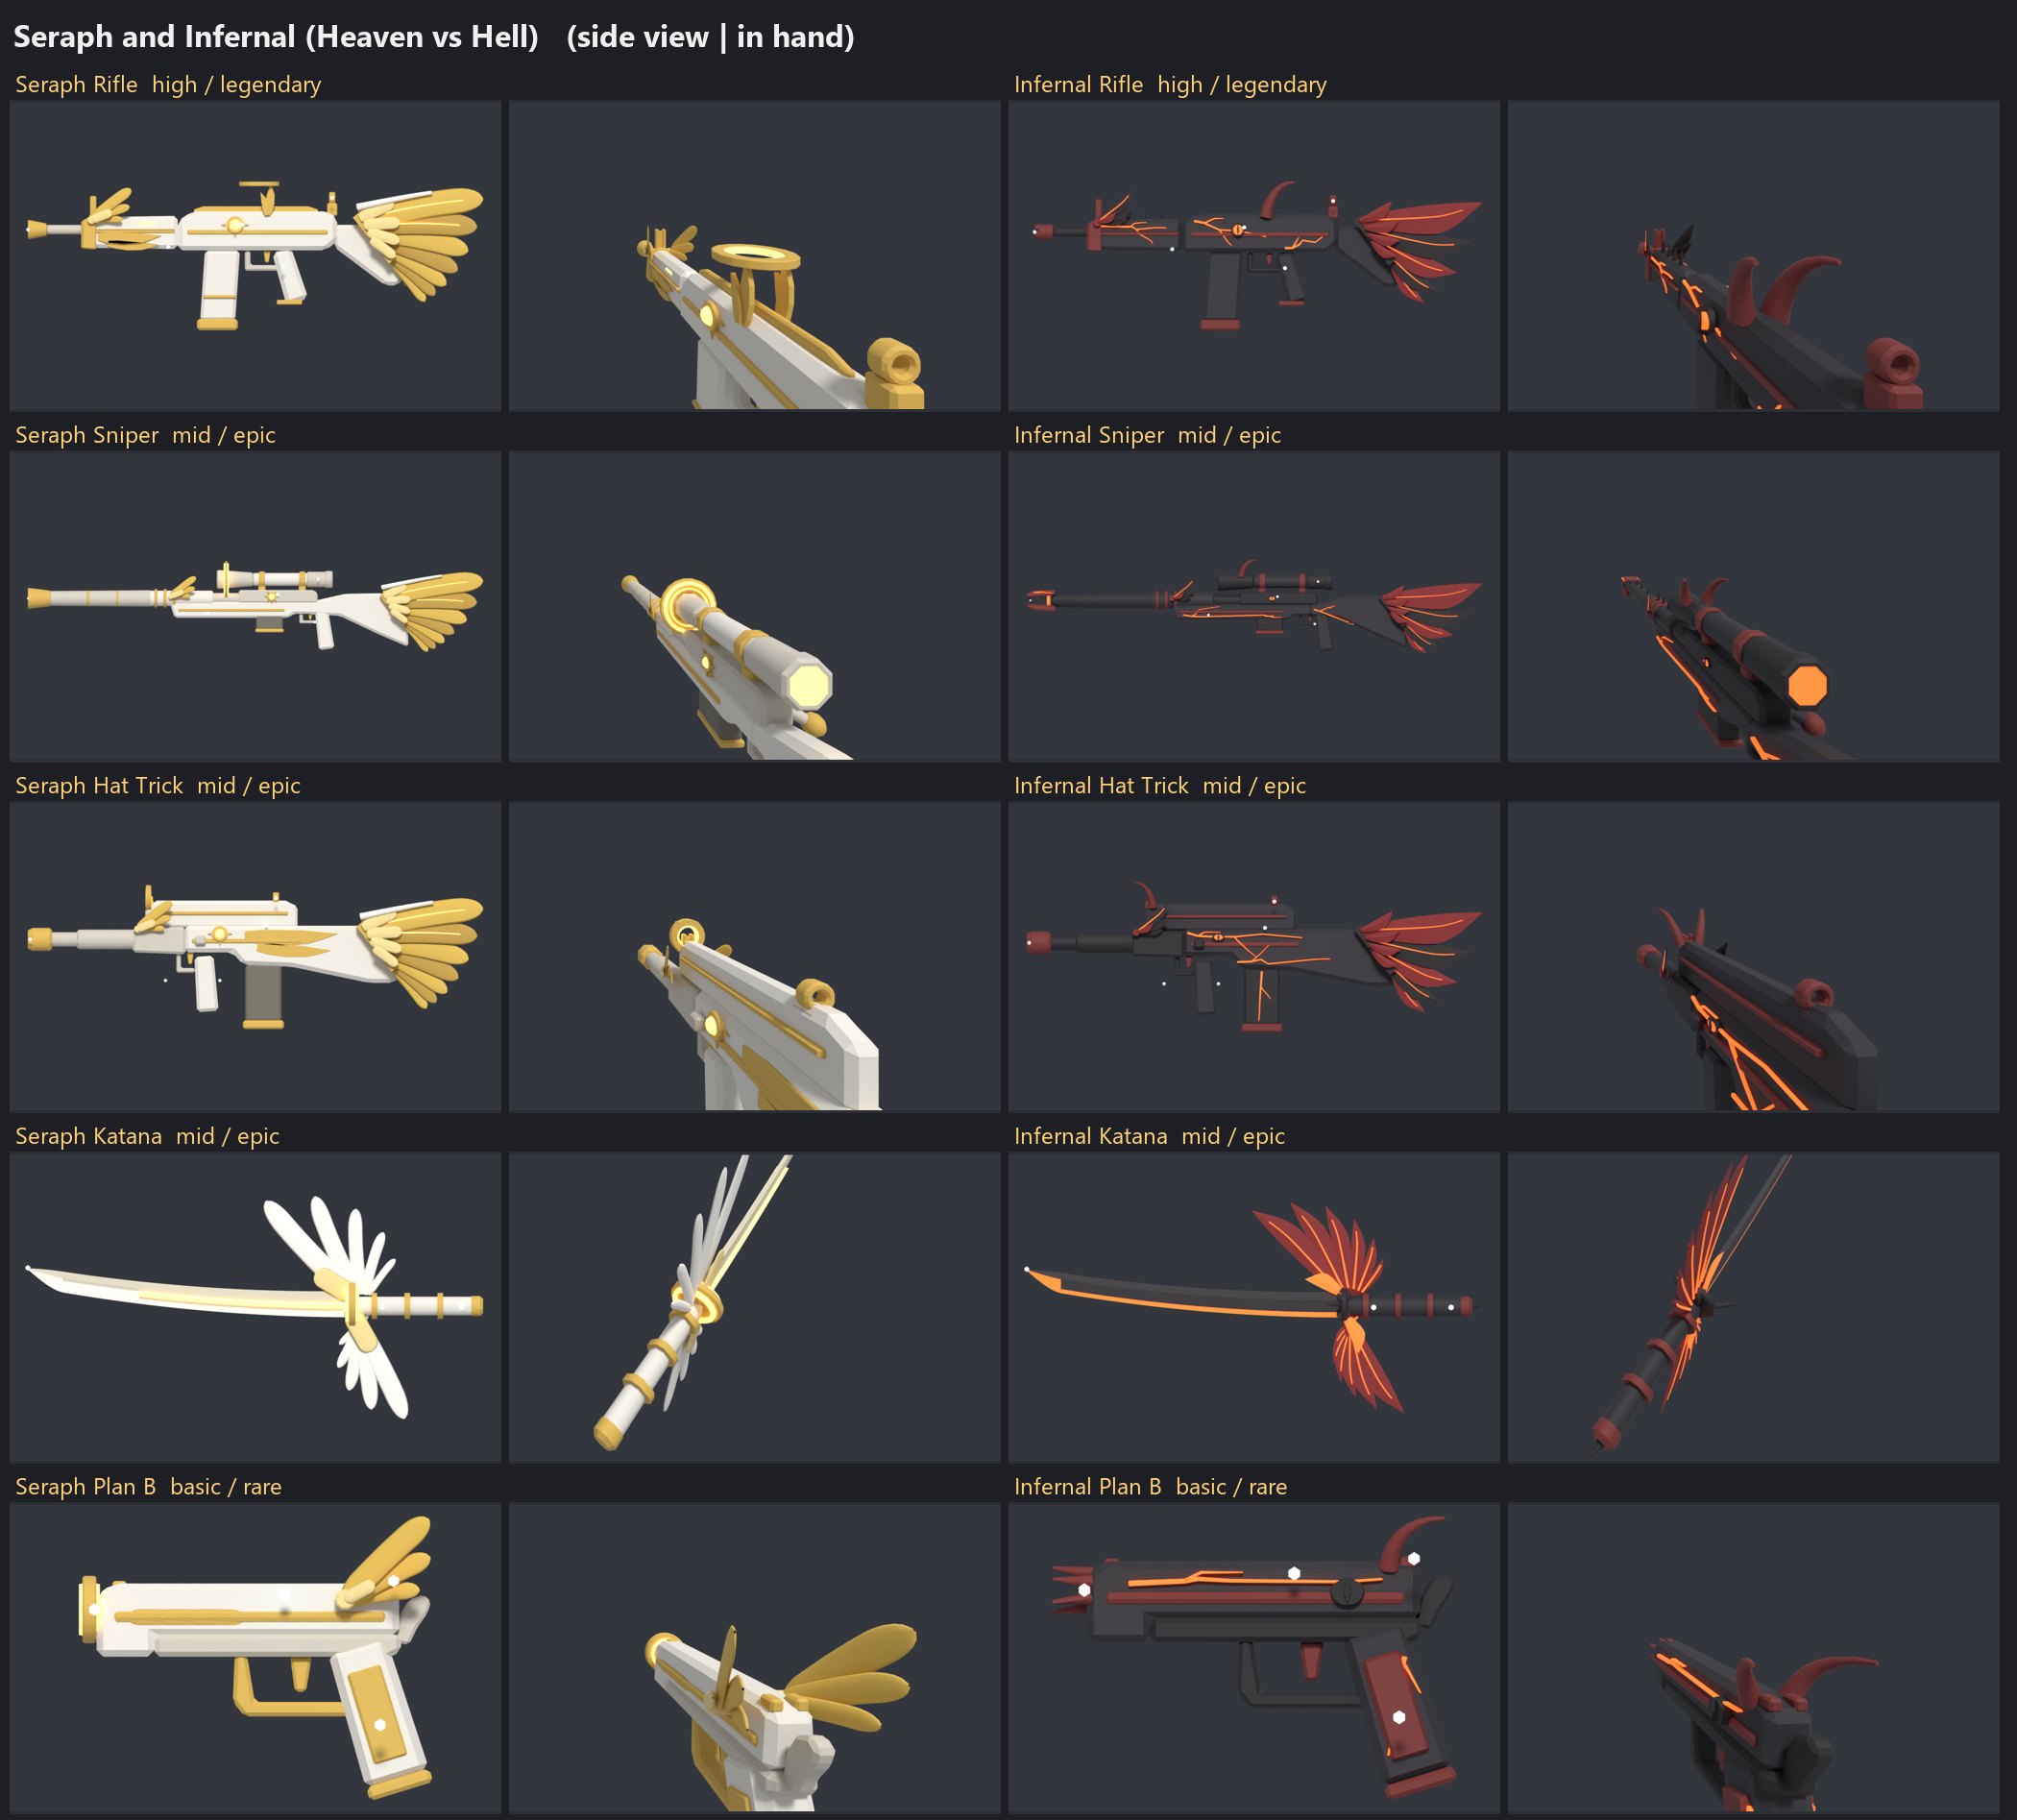 Seraph and Infernal (Heaven vs Hell)   (side view | in hand)
Seraph Rifle  high / legendary
Infernal Rifle  high / legendary
Seraph Sniper  mid / epic
Infernal Sniper  mid / epic
Seraph Hat Trick  mid / epic
Infernal Hat Trick  mid / epic
Seraph Katana  mid / epic
Infernal Katana  mid / epic
Seraph Plan B  basic / rare
Infernal Plan B  basic / rare